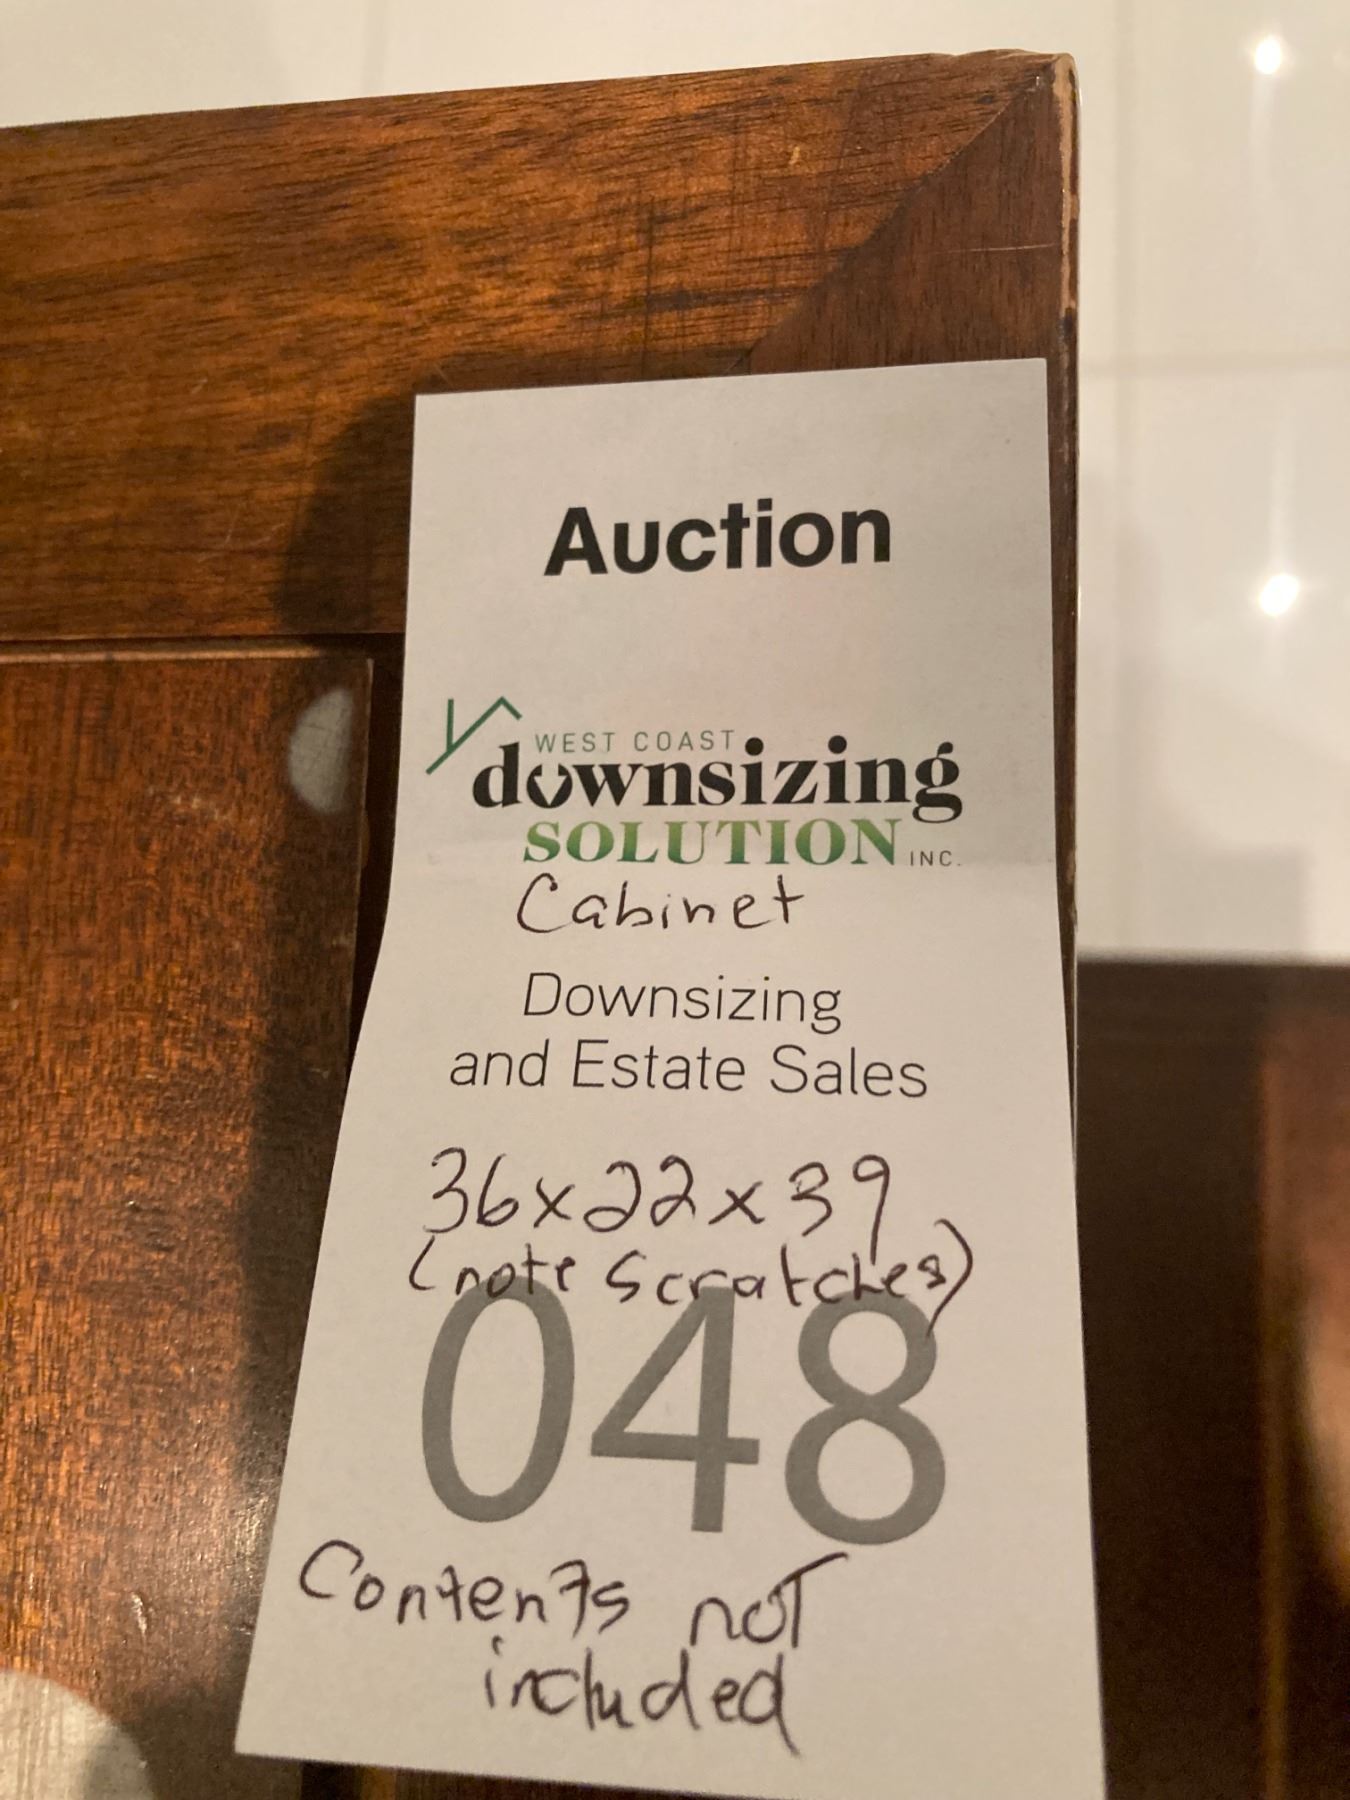 Auction
WEST COAST
downsizing
SOLUTION INC.
Cabinet
Downsizing
and Estate Sales
36x22x39
(note scratches)
048
Contents not
included